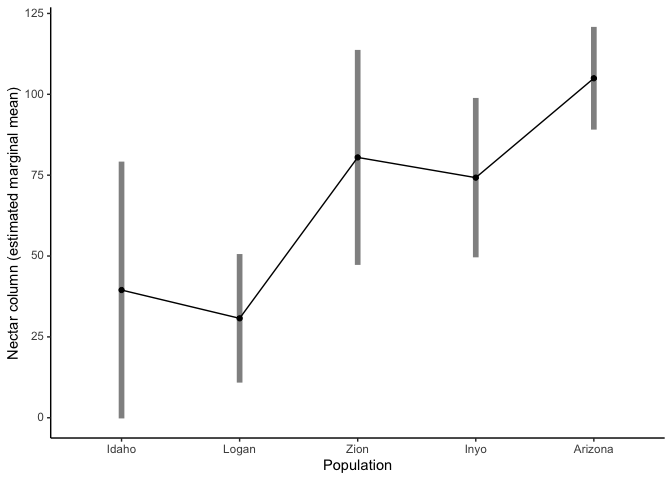 Nectar column (estimated marginal mean)
125
100
75
50
25
0
Idaho Logan Zion Inyo Arizona
Population